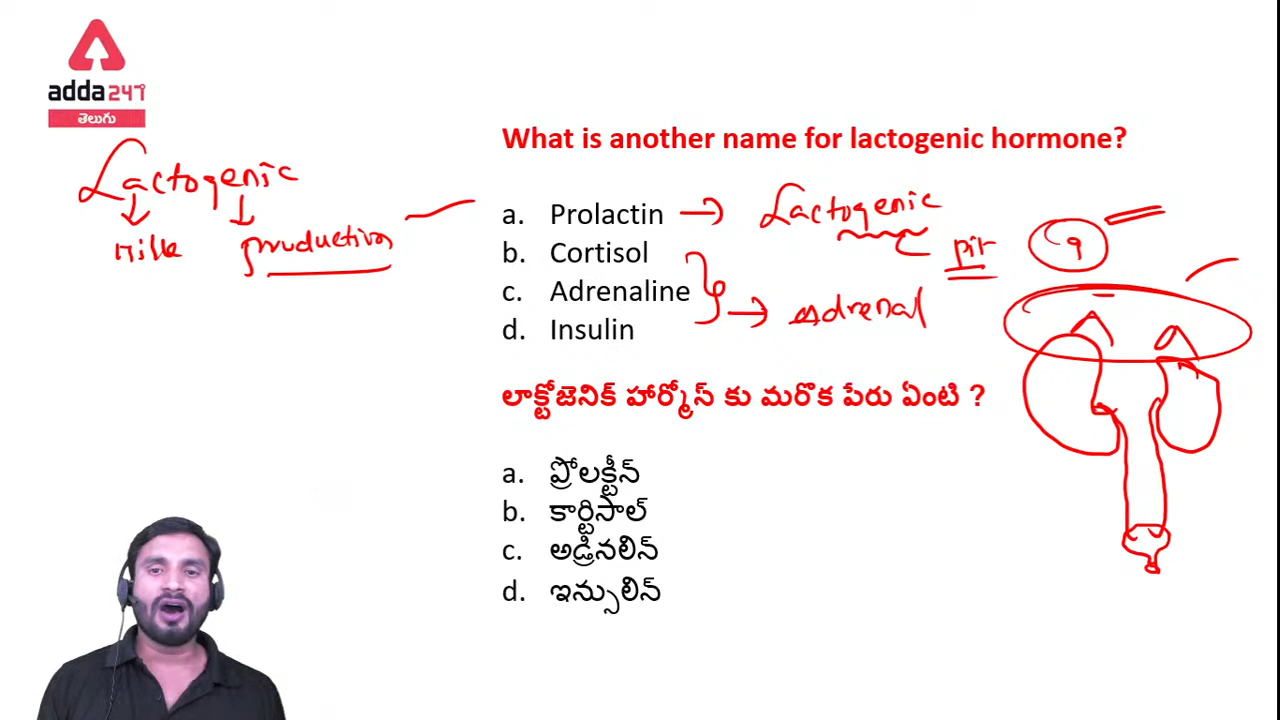 adda247
తెలుగు
What is another name for lactogenic hormone?
Lactogenic
Milk production
a. Prolactin → Lactogenic
b. Cortisol
pit
9
c. Adrenaline
→ Adrenal
d. Insulin
లాక్టోజెనిక్ హార్మోన్ కు మరొక పేరు ఏంటి ?
a. ప్రోలక్టీన్
b. కార్టిసాల్
c. అడ్రినలిన్
d. ఇన్సులిన్